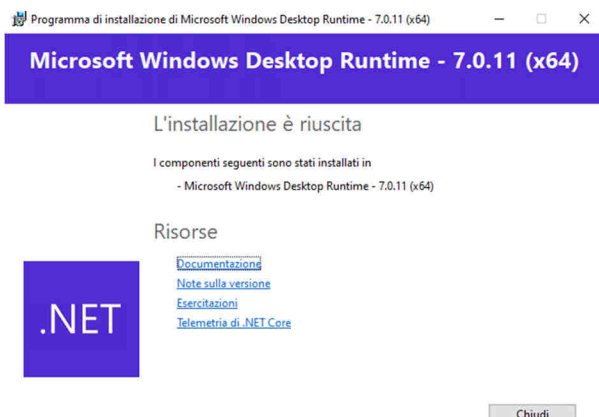 Programma di installazione di Microsoft Windows Desktop Runtime - 7.0.11 (x64)
Microsoft Windows Desktop Runtime - 7.0.11 (x64)
L'installazione è riuscita
I componenti seguenti sono stati installati in
- Microsoft Windows Desktop Runtime - 7.0.11 (x64)
Risorse
Documentazione
Note sulla versione
Esercitazioni
Telemetria di .NET Core
.NET
Chiudi